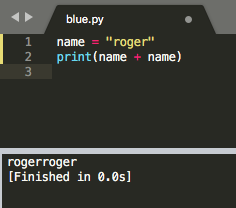 blue.py
1 name = "roger"
2 print(name + name)
3
rogerroger
[Finished in 0.0s]